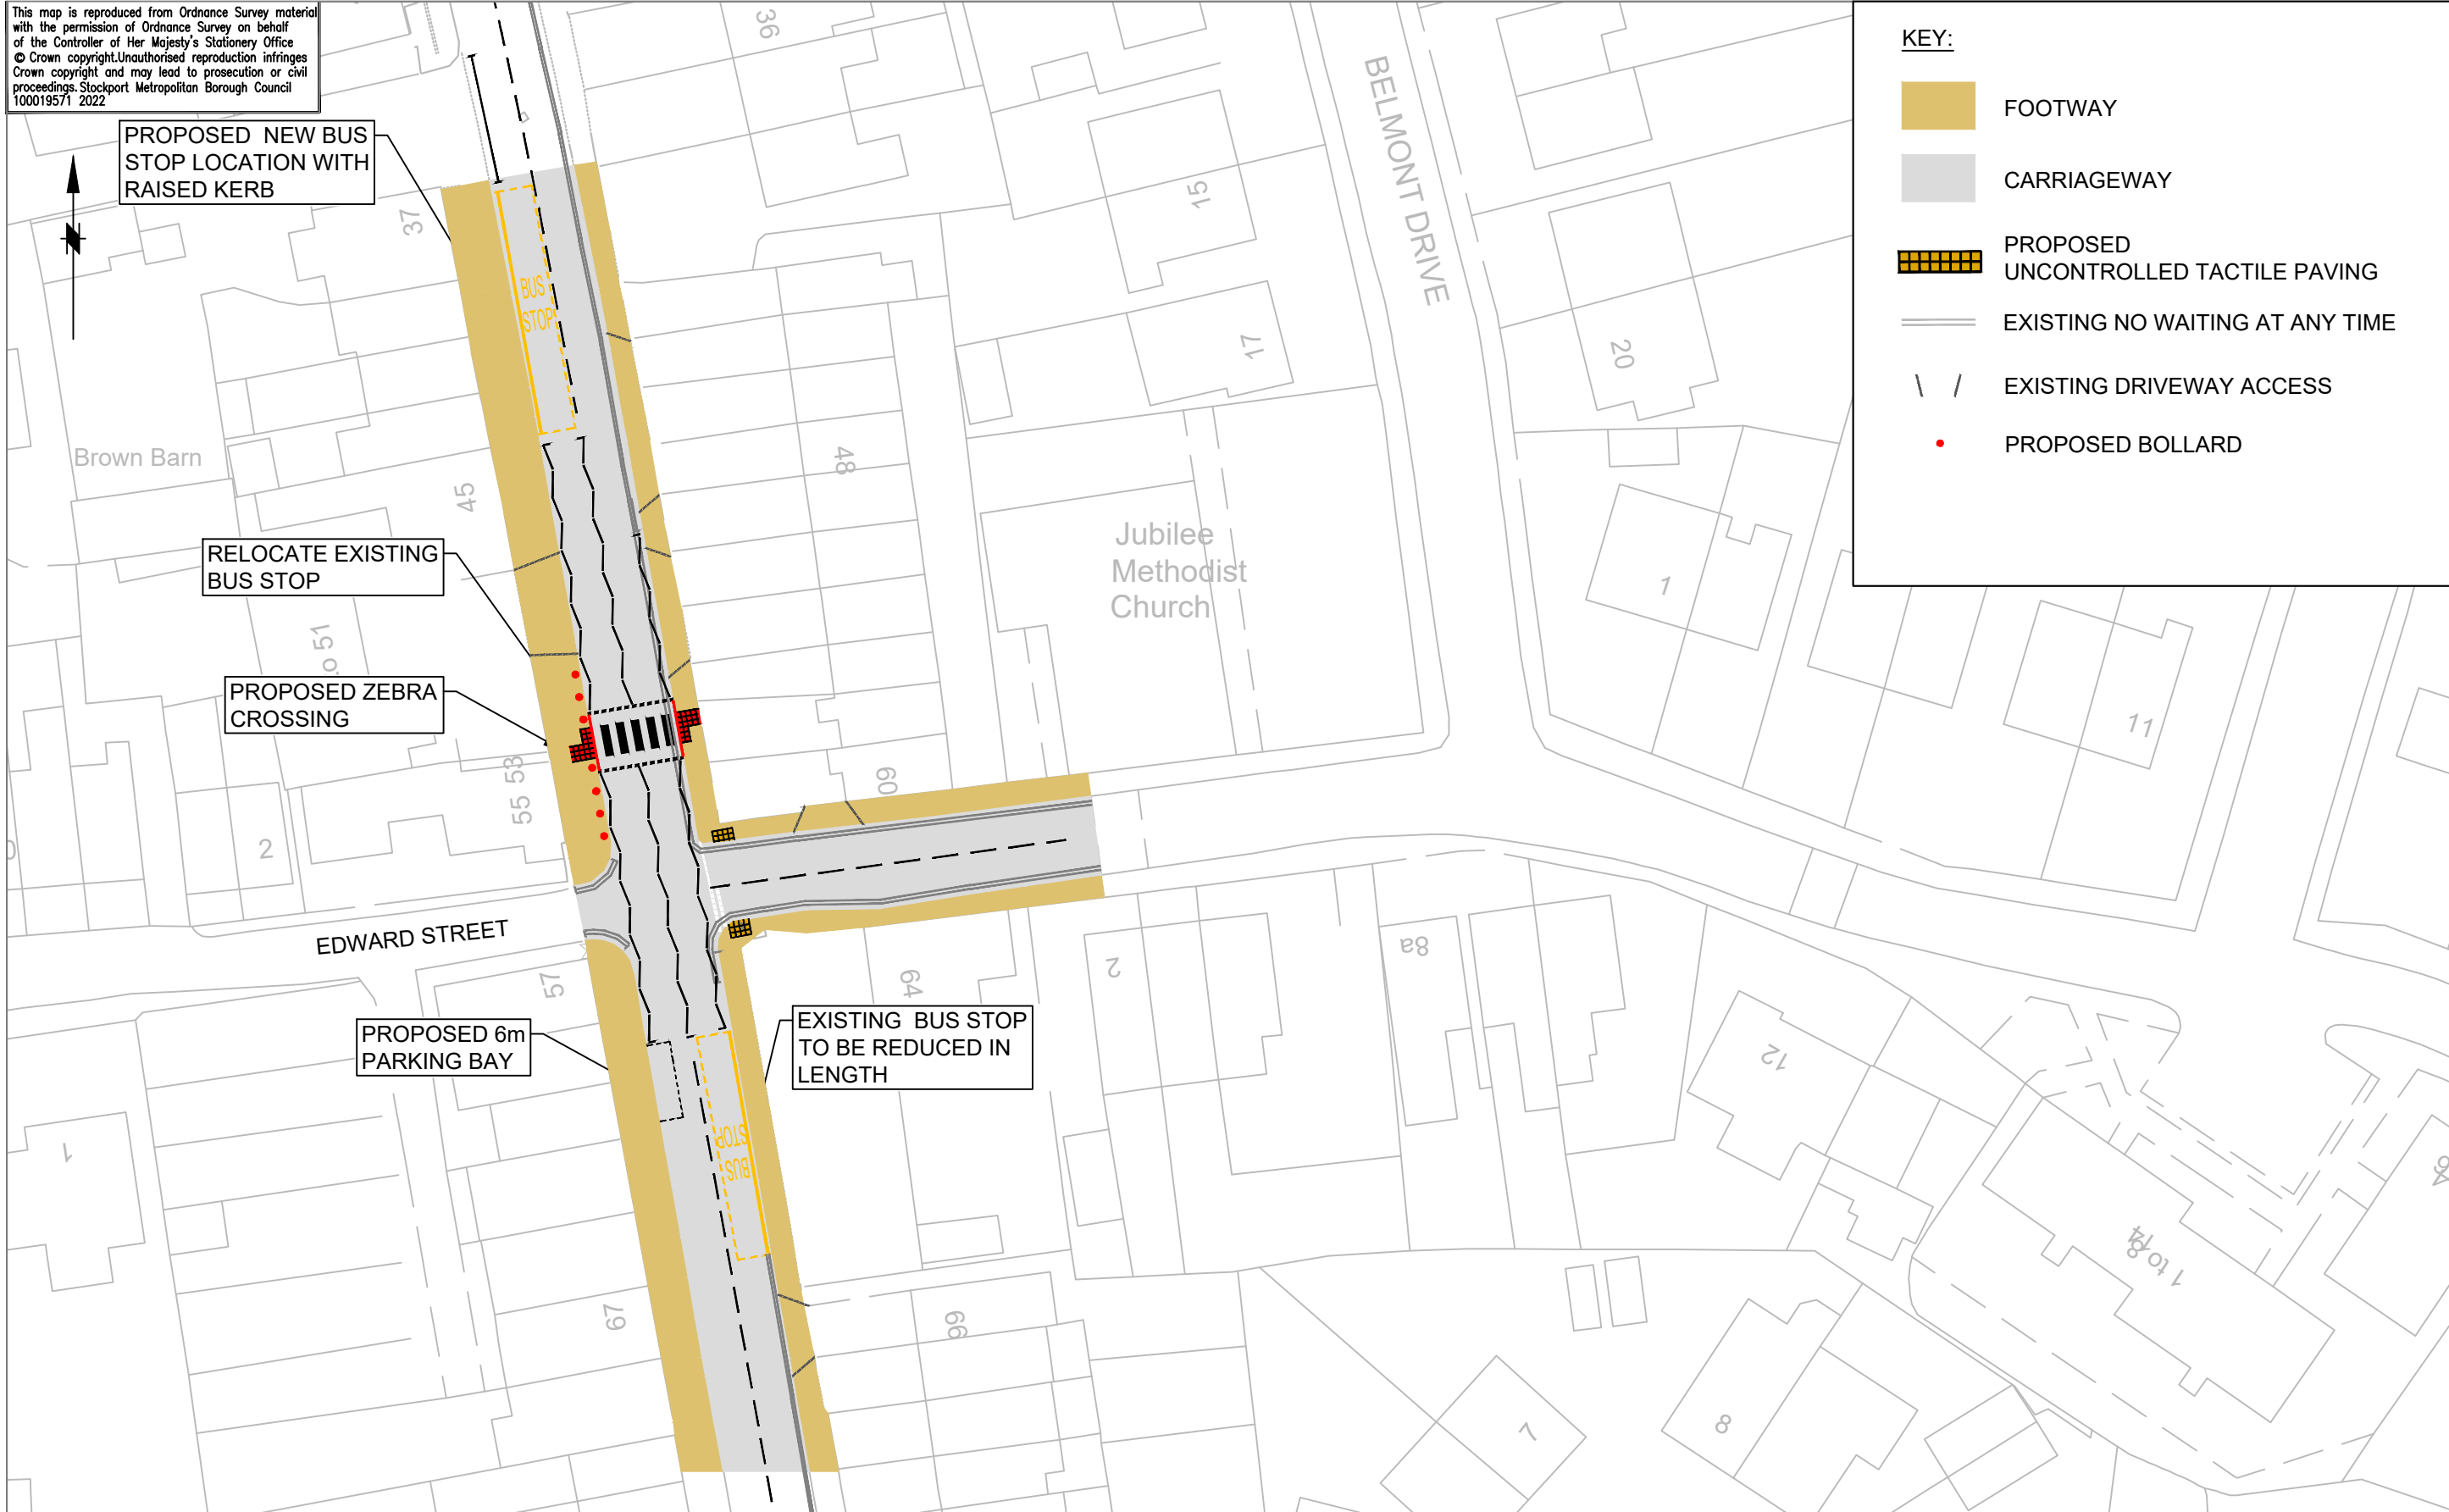 This map is reproduced from Ordnance Survey material
with the permission of Ordnance Survey on behalf
of the Controller of Her Majesty's Stationery Office
© Crown copyright.Unauthorised reproduction infringes
Crown copyright and may lead to prosecution or civil
proceedings. Stockport Metropolitan Borough Council
100019571 2022
KEY:
FOOTWAY
CARRIAGEWAY
PROPOSED
UNCONTROLLED TACTILE PAVING
EXISTING NO WAITING AT ANY TIME
EXISTING DRIVEWAY ACCESS
PROPOSED BOLLARD
PROPOSED NEW BUS
STOP LOCATION WITH
RAISED KERB
N
36
BELMONT DRIVE
15
37
BUS
STOP
17
20
Brown Barn
45
48
RELOCATE EXISTING
BUS STOP
Jubilee
Methodist
Church
1
o 51
PROPOSED ZEBRA
CROSSING
11
55 53
60
2
EDWARD STREET
57
64
2
8a
PROPOSED 6m
PARKING BAY
EXISTING BUS STOP
TO BE REDUCED IN
LENGTH
12
1
BUS
STOP
67
66
7
8
1 to 8
14